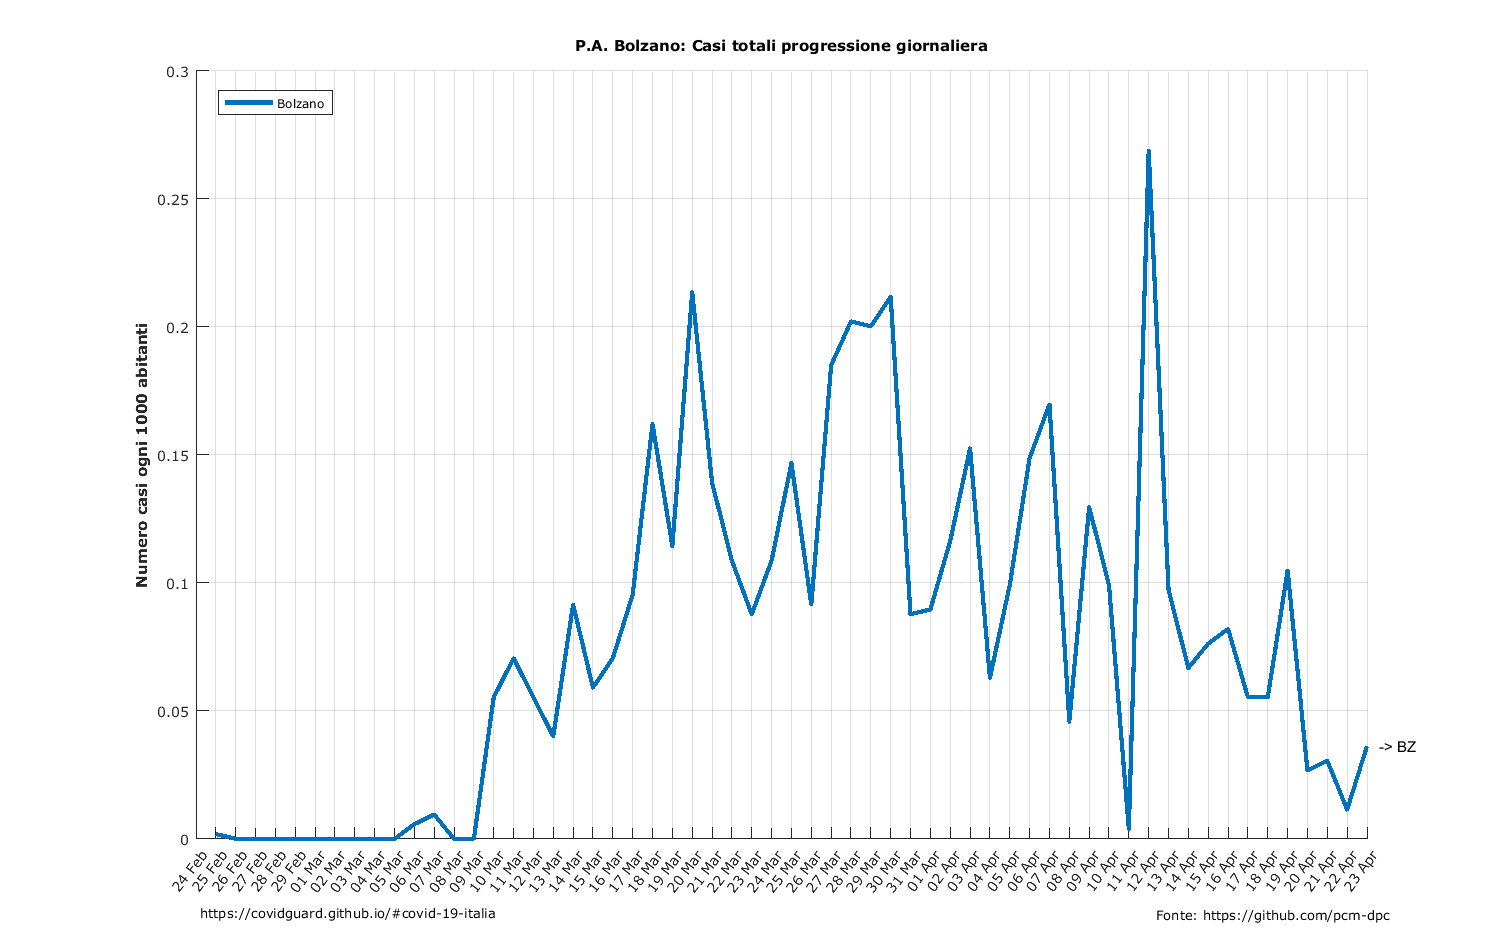 P.A. Bolzano: Casi totali progressione giornaliera
Bolzano
0.3
0.25
0.2
0.15
0.1
0.05
0
Numero casi ogni 1000 abitanti
-> BZ
24 Feb
25 Feb
26 Feb
27 Feb
28 Feb
29 Feb
01 Mar
02 Mar
03 Mar
04 Mar
05 Mar
06 Mar
07 Mar
08 Mar
09 Mar
10 Mar
11 Mar
12 Mar
13 Mar
14 Mar
15 Mar
16 Mar
17 Mar
18 Mar
19 Mar
20 Mar
21 Mar
22 Mar
23 Mar
24 Mar
25 Mar
26 Mar
27 Mar
28 Mar
29 Mar
30 Mar
31 Mar
01 Apr
02 Apr
03 Apr
04 Apr
05 Apr
06 Apr
07 Apr
08 Apr
09 Apr
11 Apr
12 Apr
13 Apr
14 Apr
15 Apr
16 Apr
17 Apr
18 Apr
19 Apr
20 Apr
21 Apr
22 Apr
23 Apr
https://covidguard.github.io/#covid-19-italia
Fonte: https://github.com/pcm-dpc